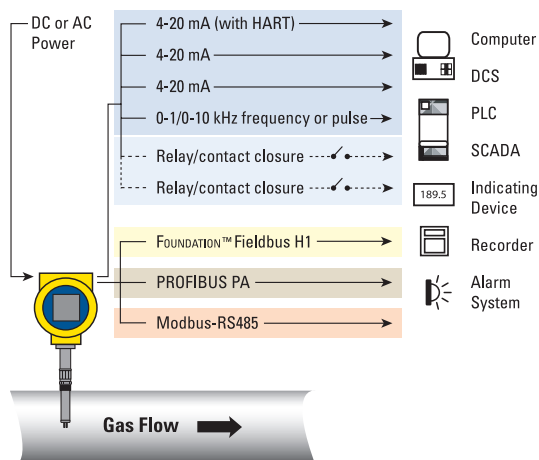 DC or AC
Power
4-20 mA (with HART)
4-20 mA
4-20 mA
0-1/0-10 kHz frequency or pulse
Relay/contact closure
Relay/contact closure
FOUNDATION™ Fieldbus H1
PROFIBUS PA
Modbus-RS485
Computer
DCS
PLC
SCADA
189.5
Indicating
Device
Recorder
Alarm
System
Gas Flow